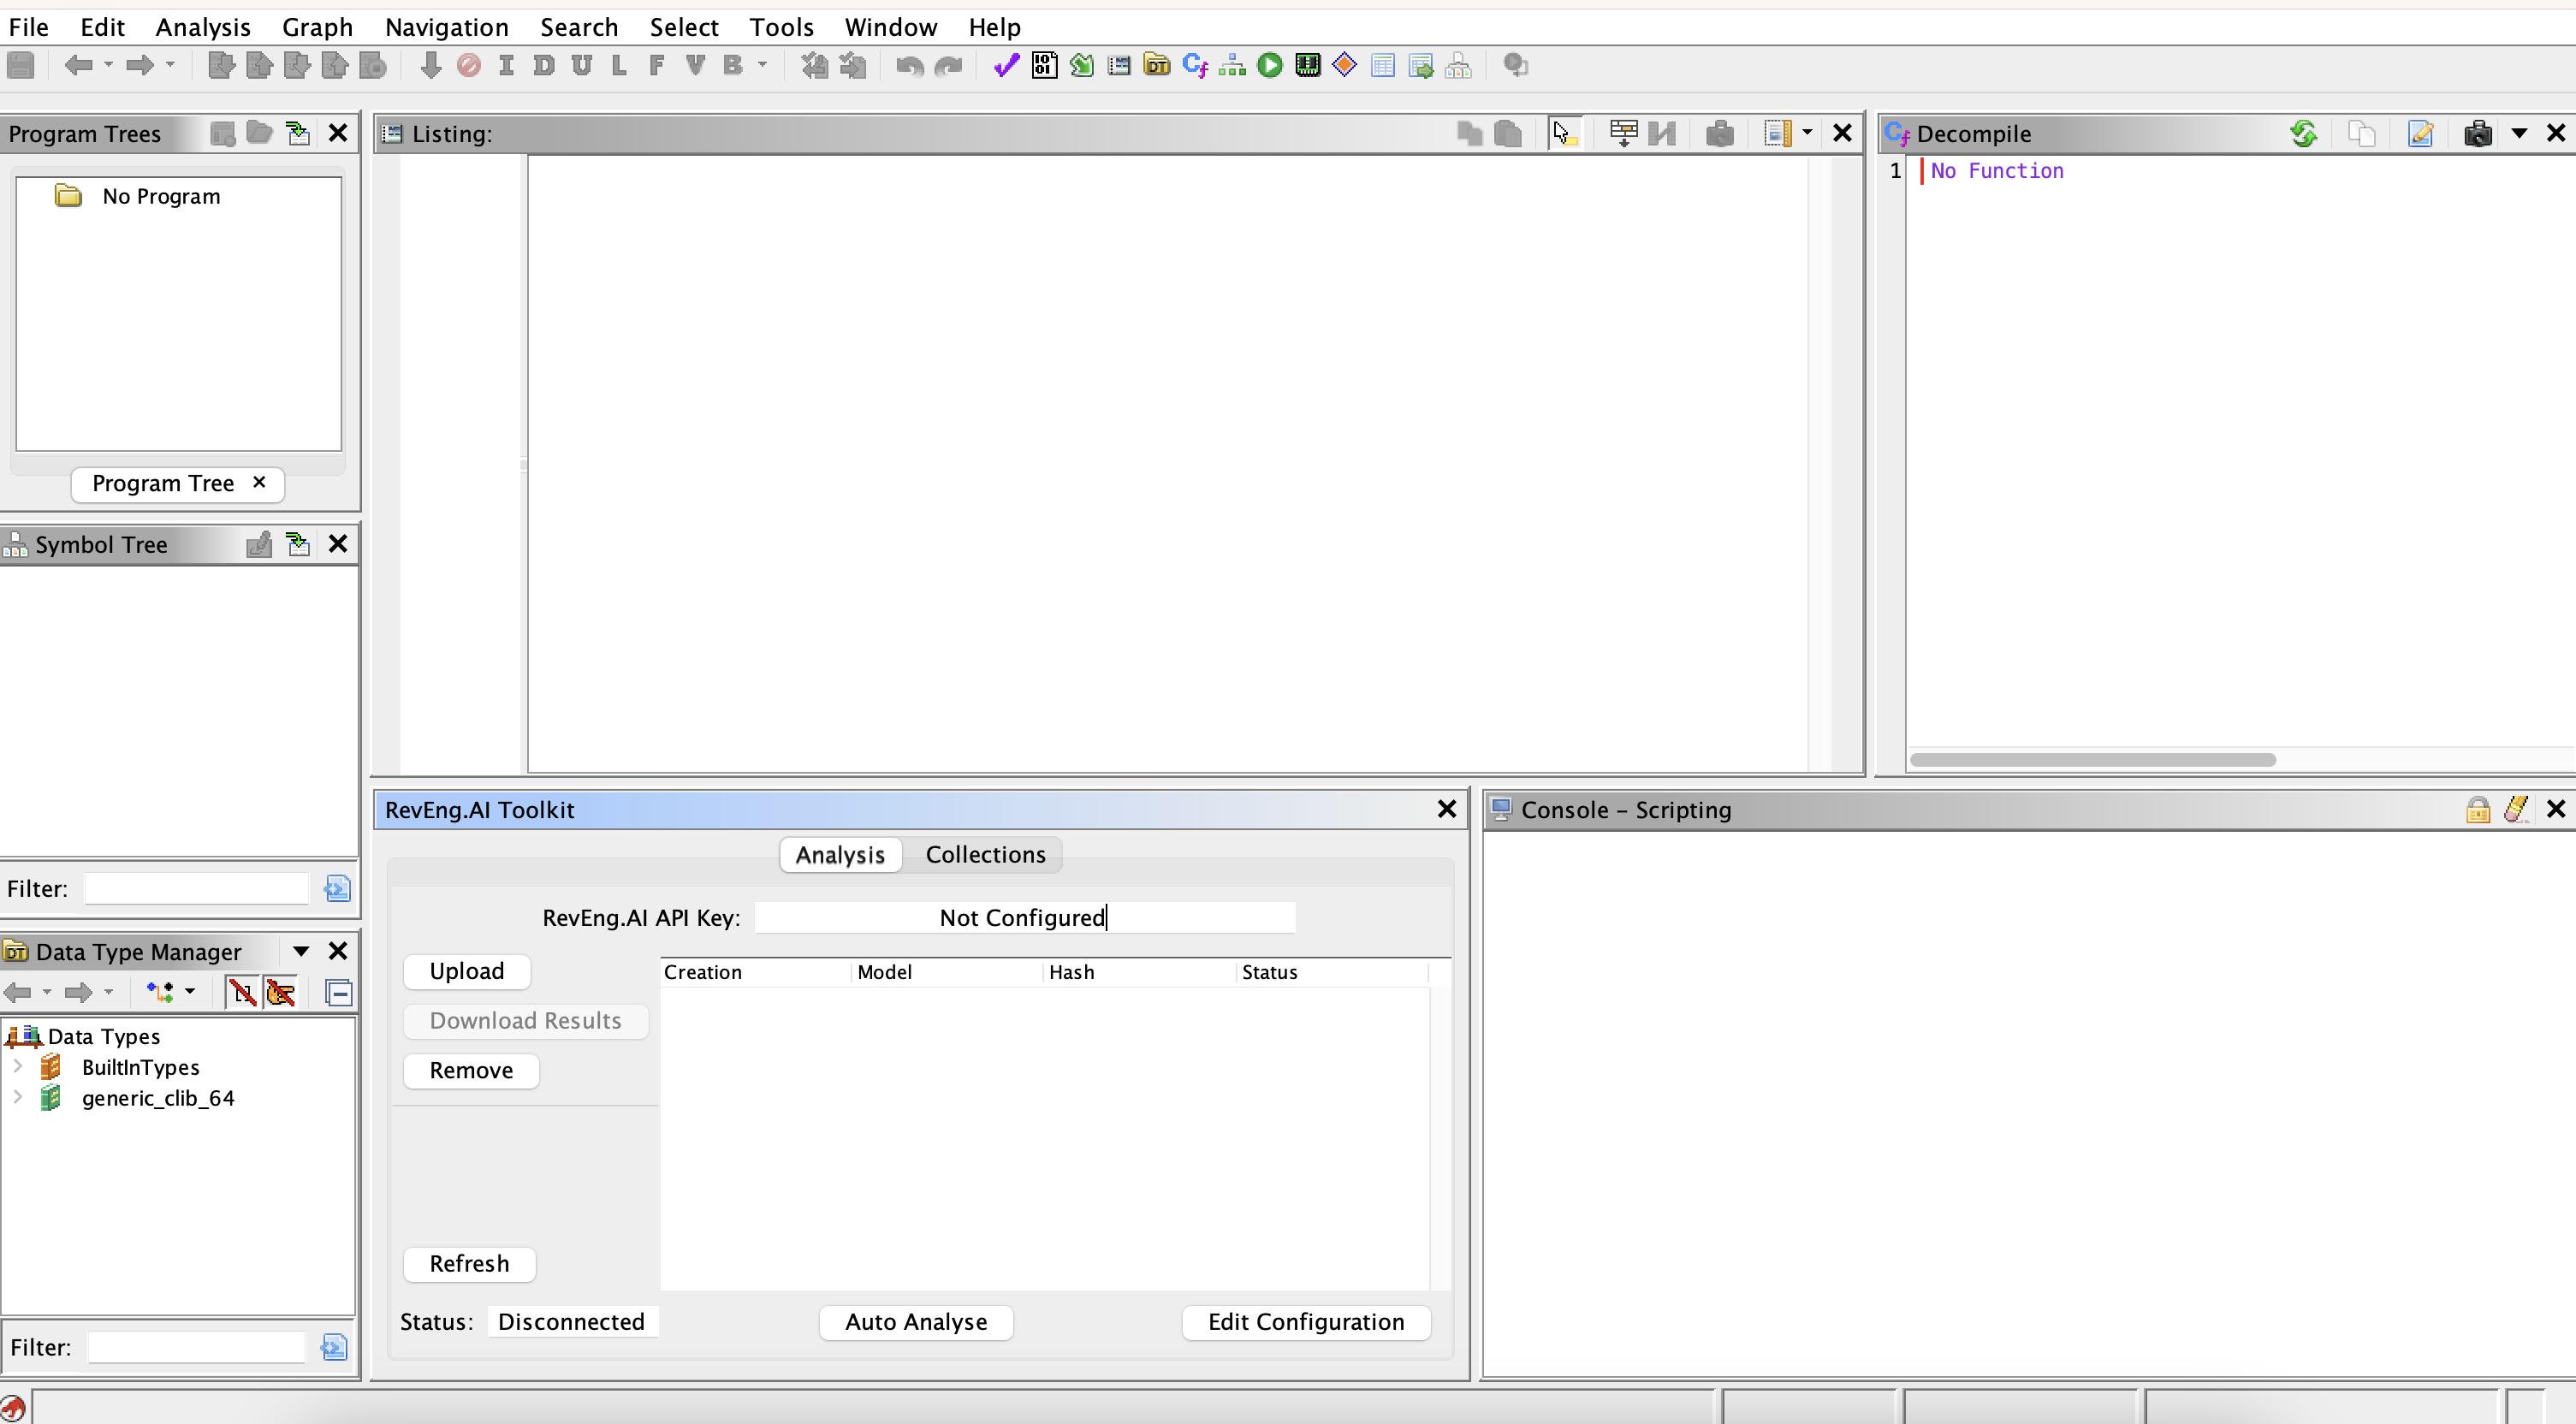 File Edit Analysis Graph Navigation Search Select Tools Window Help
I D U L F V B
Program Trees
No Program
Program Tree
Symbol Tree
Filter:
Data Type Manager
Data Types
BuiltInTypes
generic_clib_64
Filter:
Listing:
Decompile
1 No Function
RevEng.AI Toolkit
Analysis Collections
RevEng.AI API Key: Not Configured
Upload
Download Results
Remove
Creation Model Hash Status
Refresh
Status: Disconnected Auto Analyse Edit Configuration
Console – Scripting